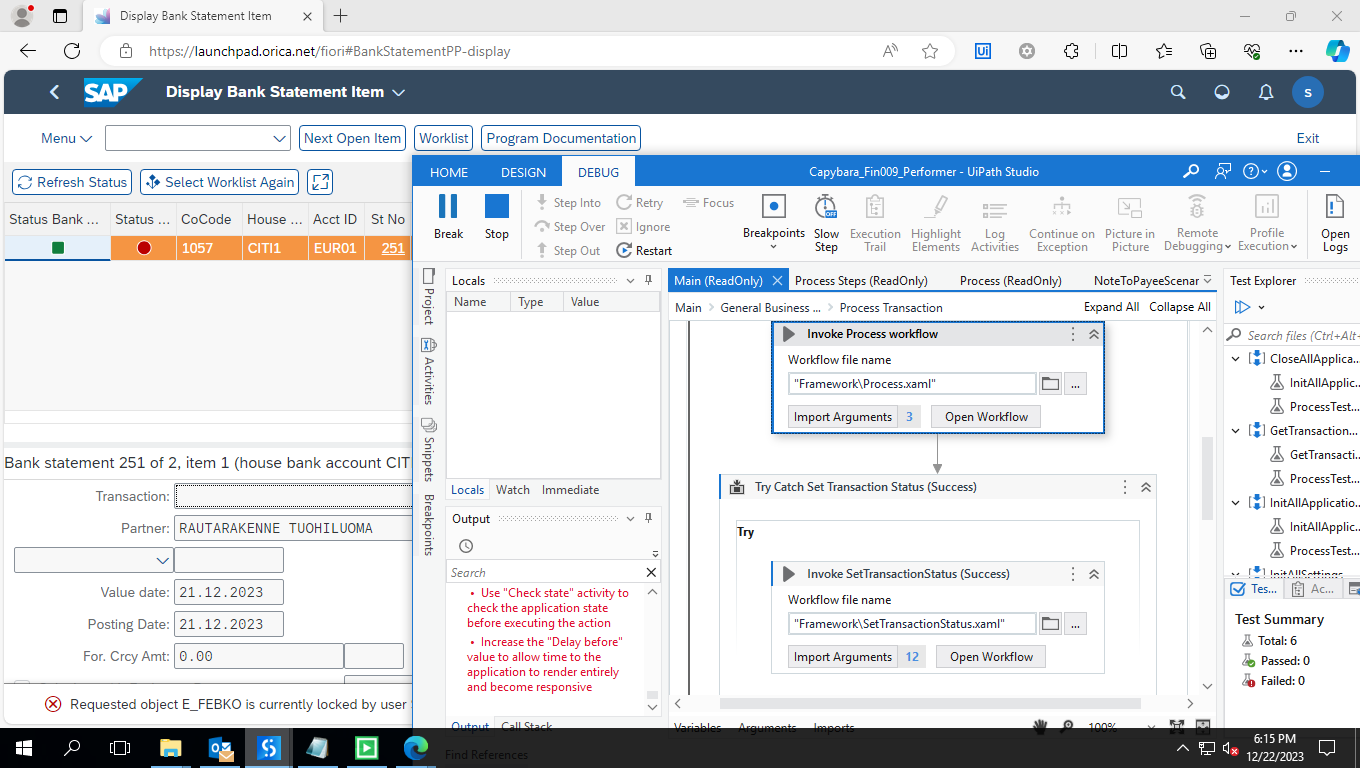 Display Bank Statement Item
https://launchpad.orica.net/fiori#BankStatementPP-display
SAP
Display Bank Statement Item
s
Menu
Next Open Item
Worklist
Program Documentation
Exit
Refresh Status
Select Worklist Again
Status Bank ...
Status ...
CoCode
House ...
Acct ID
St No
1057
CITI1
EUR01
251
Bank statement 251 of 2, item 1 (house bank account CIT
Transaction:
Partner:
RAUTARAKENNE TUOHILUOMA
Value date:
21.12.2023
Posting Date:
21.12.2023
For. Crcy Amt:
0.00
Requested object E_FEBKO is currently locked by user
HOME
DESIGN
DEBUG
Capybara_Fin009_Performer - UiPath Studio
Break
Stop
Step Into
Step Over
Step Out
Retry
Ignore
Restart
Focus
Breakpoints
Slow
Step
Execution
Trail
Highlight
Elements
Log
Activities
Continue on
Exception
Picture in
Picture
Remote
Debugging
Profile
Execution
Open
Logs
Project
Activities
Snippets
Breakpoints
Locals
Name
Type
Value
Locals
Watch
Immediate
Output
Search
• Use "Check state" activity to
check the application state
before executing the action
• Increase the "Delay before"
value to allow time to the
application to render entirely
and become responsive
Output
Call Stack
Find References
Main (ReadOnly)
Process Steps (ReadOnly)
Process (ReadOnly)
NoteToPayeeScenar
Main
General Business ...
Process Transaction
Expand All
Collapse All
Invoke Process workflow
Workflow file name
"Framework\Process.xaml"
...
Import Arguments
3
Open Workflow
Try Catch Set Transaction Status (Success)
Try
Invoke SetTransactionStatus (Success)
Workflow file name
"Framework\SetTransactionStatus.xaml"
...
Import Arguments
12
Open Workflow
Variables
Arguments
Imports
100%
Test Explorer
Search files (Ctrl+Alt+
CloseAllApplica...
InitAllApplic...
ProcessTest...
GetTransaction...
GetTransacti...
ProcessTest...
InitAllApplicatio...
InitAllApplic...
ProcessTest...
InitAllSettings
Tes...
Ac...
Test Summary
Total: 6
Passed: 0
Failed: 0
6:15 PM
12/22/2023